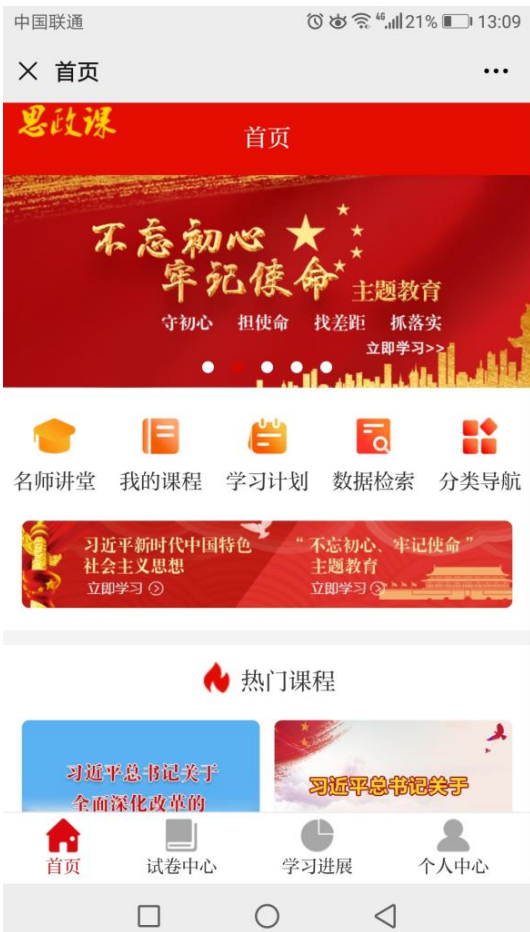 中国联通
46 21% 13:09
首页
思政课
首页
不忘初心
牢记使命
主题教育
守初心 担使命 找差距 抓落实
立即学习>>
名师讲堂 我的课程 学习计划 数据检索 分类导航
习近平新时代中国特色
社会主义思想
立即学习
“不忘初心、牢记使命”
主题教育
立即学习
热门课程
习近平总书记关于
全面深化改革的
习近平总书记关于
首页 试卷中心 学习进展 个人中心